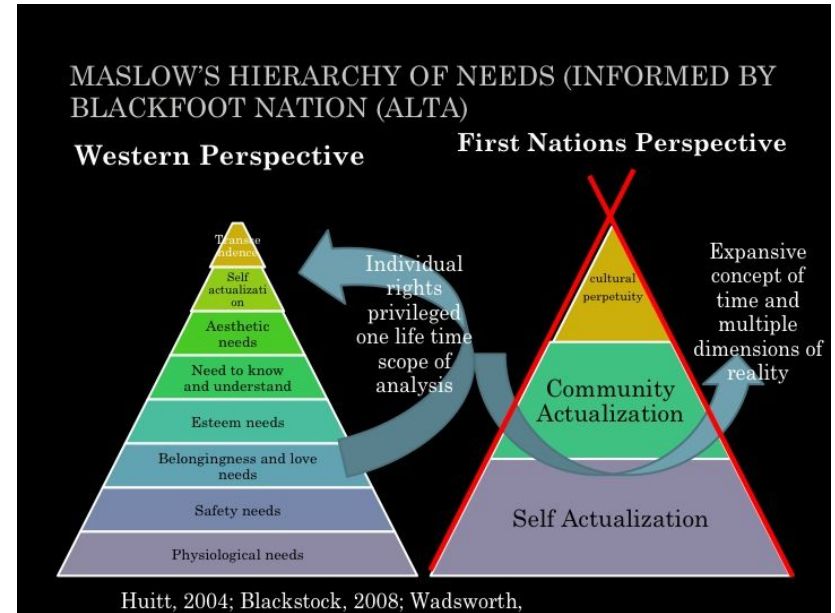 MASLOW'S HIERARCHY OF NEEDS (INFORMED BY
BLACKFOOT NATION (ALTA)
Western Perspective
First Nations Perspective
Transce
ndence
Self
actualizati
on
Aesthetic
needs
Need to know
and understand
Esteem needs
Belongingness and love
needs
Safety needs
Physiological needs
Individual
rights
privileged
one life time
scope of
analysis
cultural
perpetuity
Community
Actualization
Self Actualization
Expansive
concept of
time and
multiple
dimensions of
reality
Huitt, 2004; Blackstock, 2008; Wadsworth,